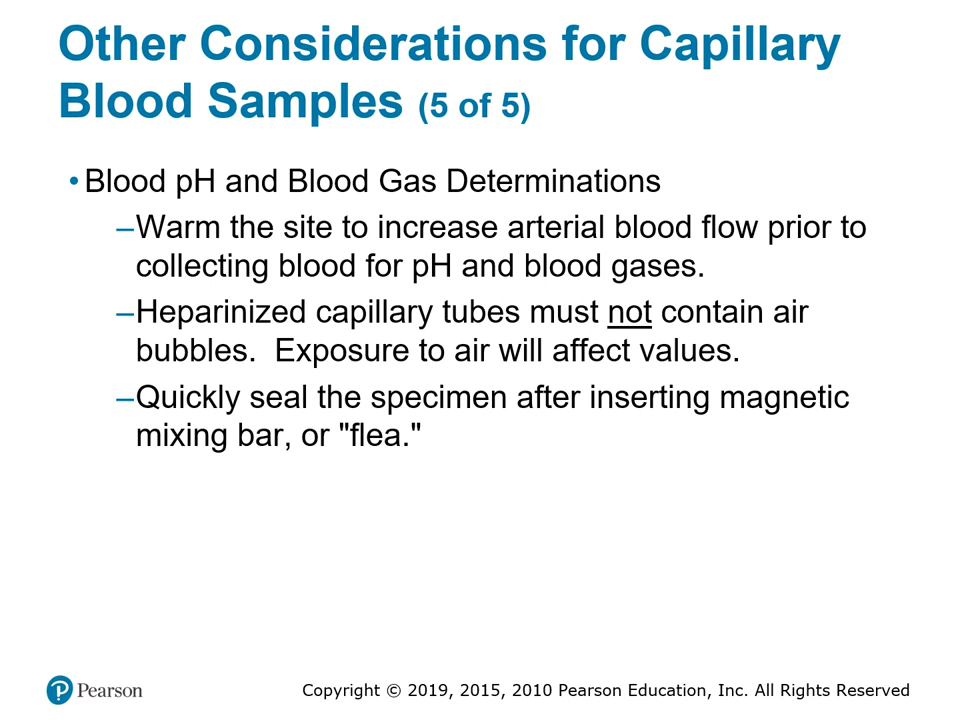 Other Considerations for Capillary
Blood Samples (5 of 5)
• Blood pH and Blood Gas Determinations
–Warm the site to increase arterial blood flow prior to
collecting blood for pH and blood gases.
–Heparinized capillary tubes must not contain air
bubbles.  Exposure to air will affect values.
–Quickly seal the specimen after inserting magnetic
mixing bar, or "flea."
Pearson
Copyright © 2019, 2015, 2010 Pearson Education, Inc. All Rights Reserved